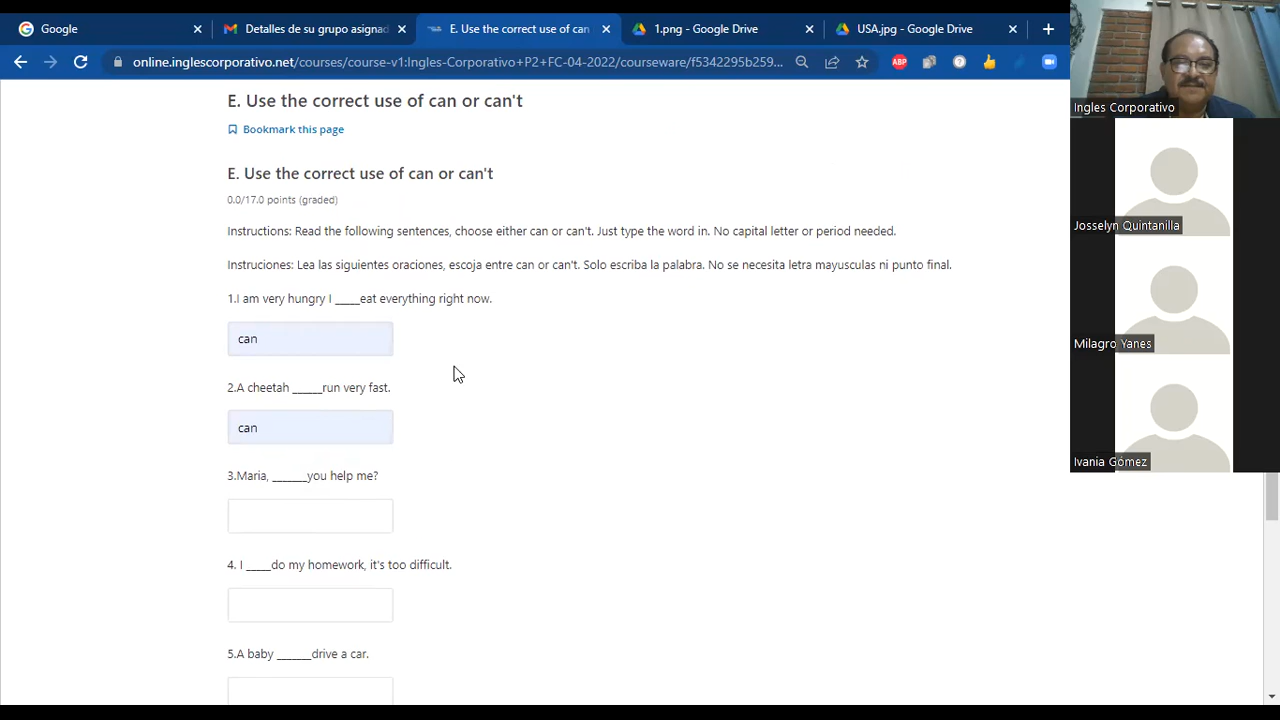 Google
Detalles de su grupo asignad
E. Use the correct use of can
1.png - Google Drive
USA.jpg - Google Drive
online.inglescorporativo.net/courses/course-v1:Ingles-Corporativo+P2+FC-04-2022/courseware/f5342295b259...
ABP
E. Use the correct use of can or can't
Bookmark this page
E. Use the correct use of can or can't
0.0/17.0 points (graded)
Instructions: Read the following sentences, choose either can or can't. Just type the word in. No capital letter or period needed.
Instruciones: Lea las siguientes oraciones, escoja entre can or can't. Solo escriba la palabra. No se necesita letra mayusculas ni punto final.
1.I am very hungry I _____eat everything right now.
can
2.A cheetah ______run very fast.
can
3.Maria, _______you help me?
4. I _____do my homework, it's too difficult.
5.A baby _______drive a car.
Ingles Corporativo
Josselyn Quintanilla
Milagro Yanes
Ivania Gómez